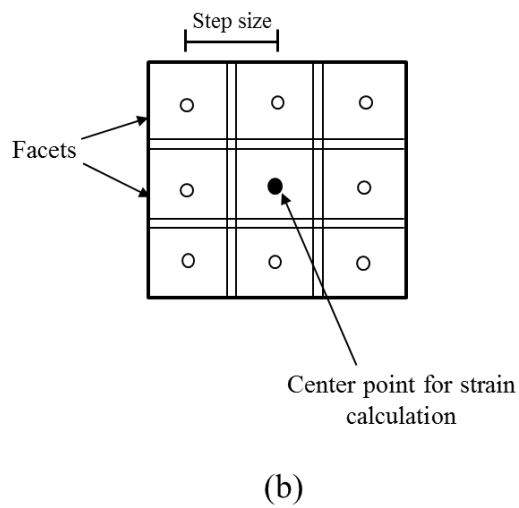 Step size
Facets
Center point for strain
calculation
(b)